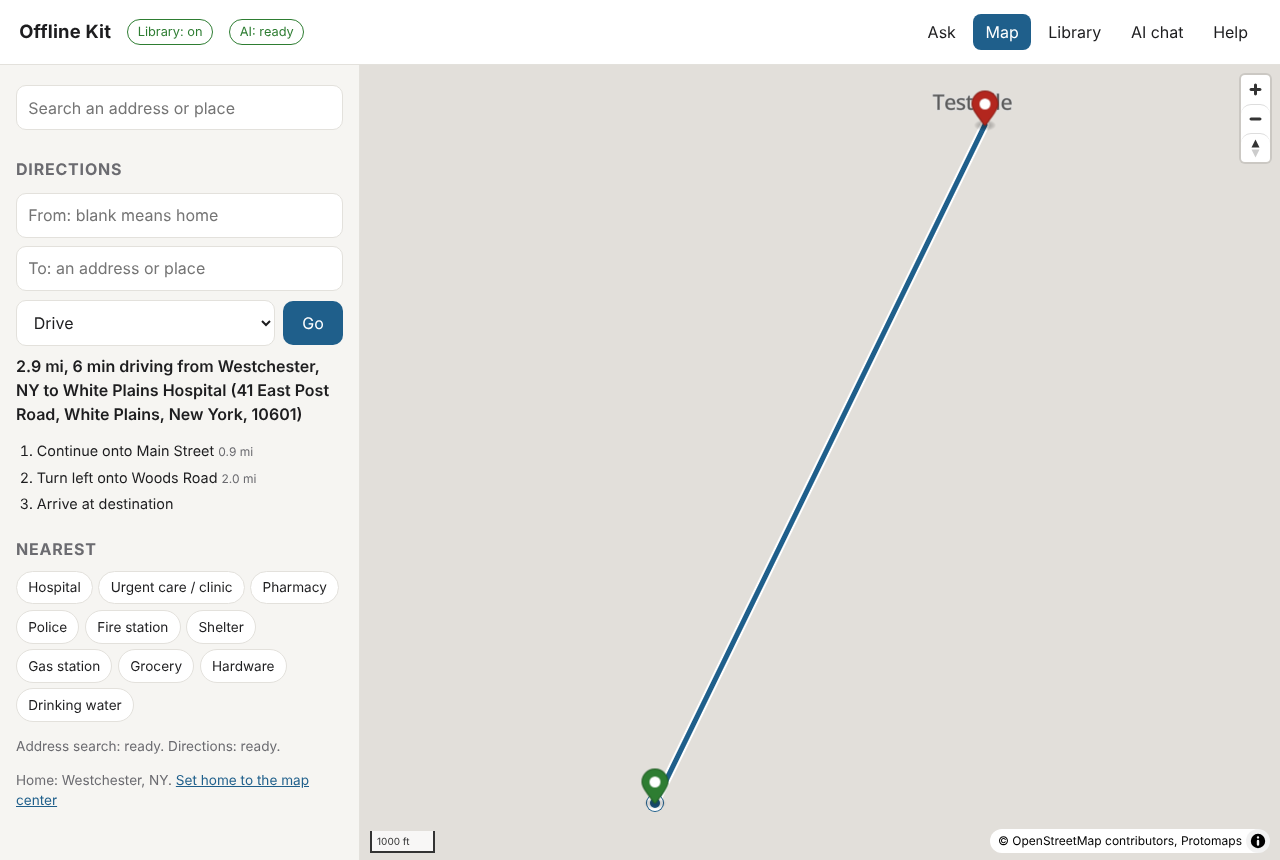 Offline Kit
Library: on
AI: ready
Ask
Map
Library
AI chat
Help
Search an address or place
DIRECTIONS
From: blank means home
To: an address or place
Drive
Go
2.9 mi, 6 min driving from Westchester,
NY to White Plains Hospital (41 East Post
Road, White Plains, New York, 10601)
1. Continue onto Main Street 0.9 mi
2. Turn left onto Woods Road 2.0 mi
3. Arrive at destination
NEAREST
Hospital
Urgent care / clinic
Pharmacy
Police
Fire station
Shelter
Gas station
Grocery
Hardware
Drinking water
Address search: ready. Directions: ready.
Home: Westchester, NY. Set home to the map
center
1000 ft
© OpenStreetMap contributors, Protomaps